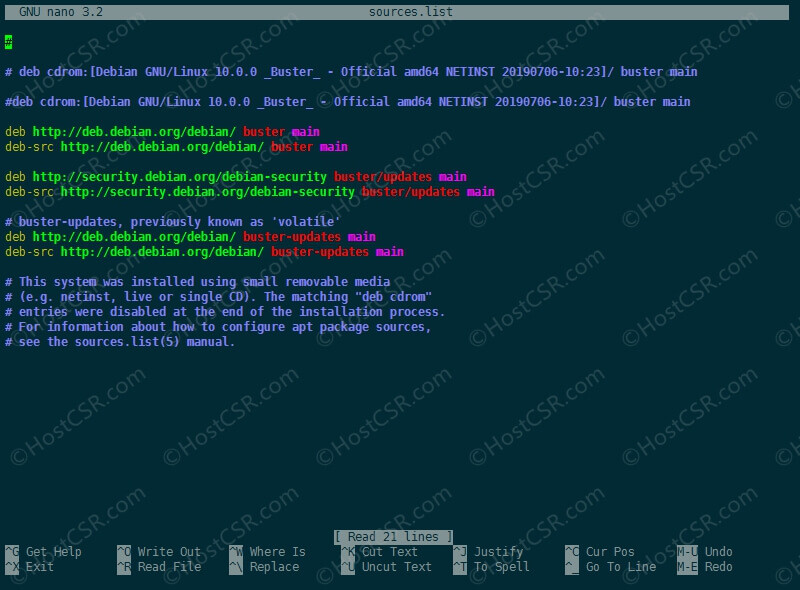 GNU nano 3.2 sources.list
#
# deb cdrom:[Debian GNU/Linux 10.0.0 _Buster_ - Official amd64 NETINST 20190706-10:23]/ buster main
#deb cdrom:[Debian GNU/Linux 10.0.0 _Buster_ - Official amd64 NETINST 20190706-10:23]/ buster main
deb http://deb.debian.org/debian/ buster main
deb-src http://deb.debian.org/debian/ buster main
deb http://security.debian.org/debian-security buster/updates main
deb-src http://security.debian.org/debian-security buster/updates main
# buster-updates, previously known as 'volatile'
deb http://deb.debian.org/debian/ buster-updates main
deb-src http://deb.debian.org/debian/ buster-updates main
# This system was installed using small removable media
# (e.g. netinst, live or single CD). The matching "deb cdrom"
# entries were disabled at the end of the installation process.
# For information about how to configure apt package sources,
# see the sources.list(5) manual.
[ Read 21 lines ]
^G Get Help ^O Write Out ^W Where Is ^K Cut Text ^J Justify ^C Cur Pos M-U Undo
^X Exit ^R Read File ^\ Replace ^U Uncut Text ^T To Spell ^_ Go To Line M-E Redo
©HostCSR.com